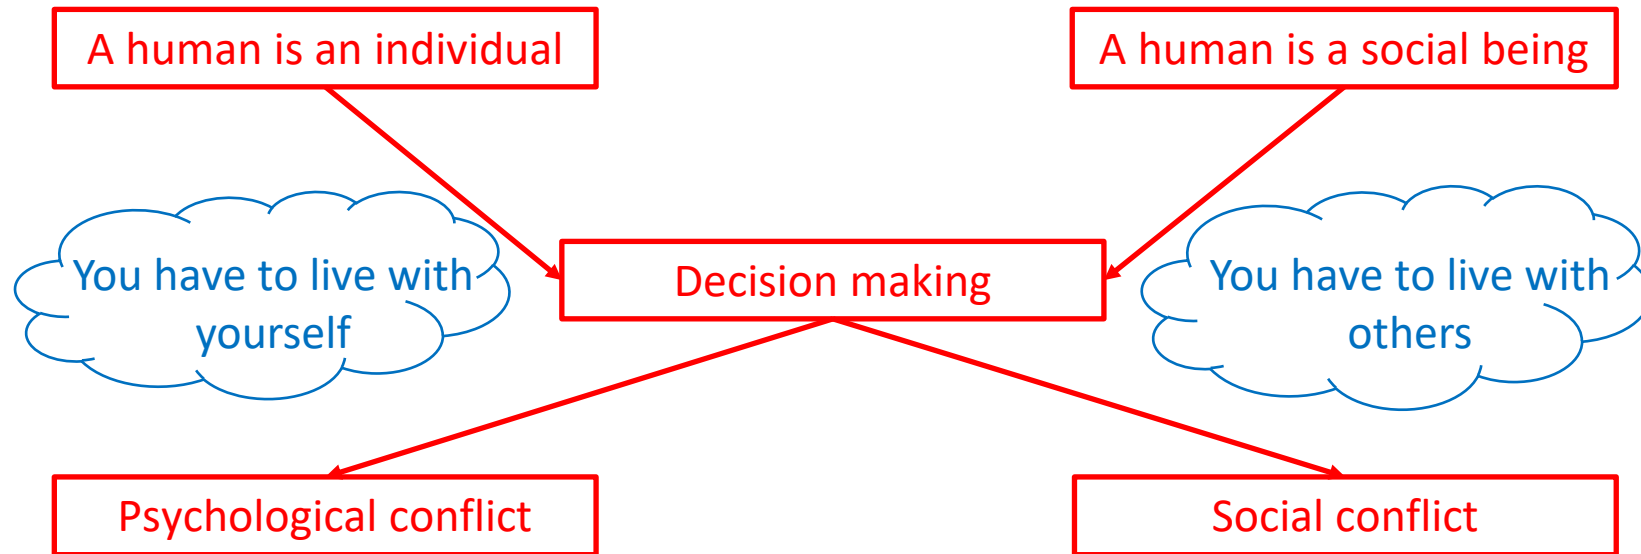 A human is an individual
A human is a social being
You have to live with
yourself
Decision making
You have to live with
others
Psychological conflict
Social conflict